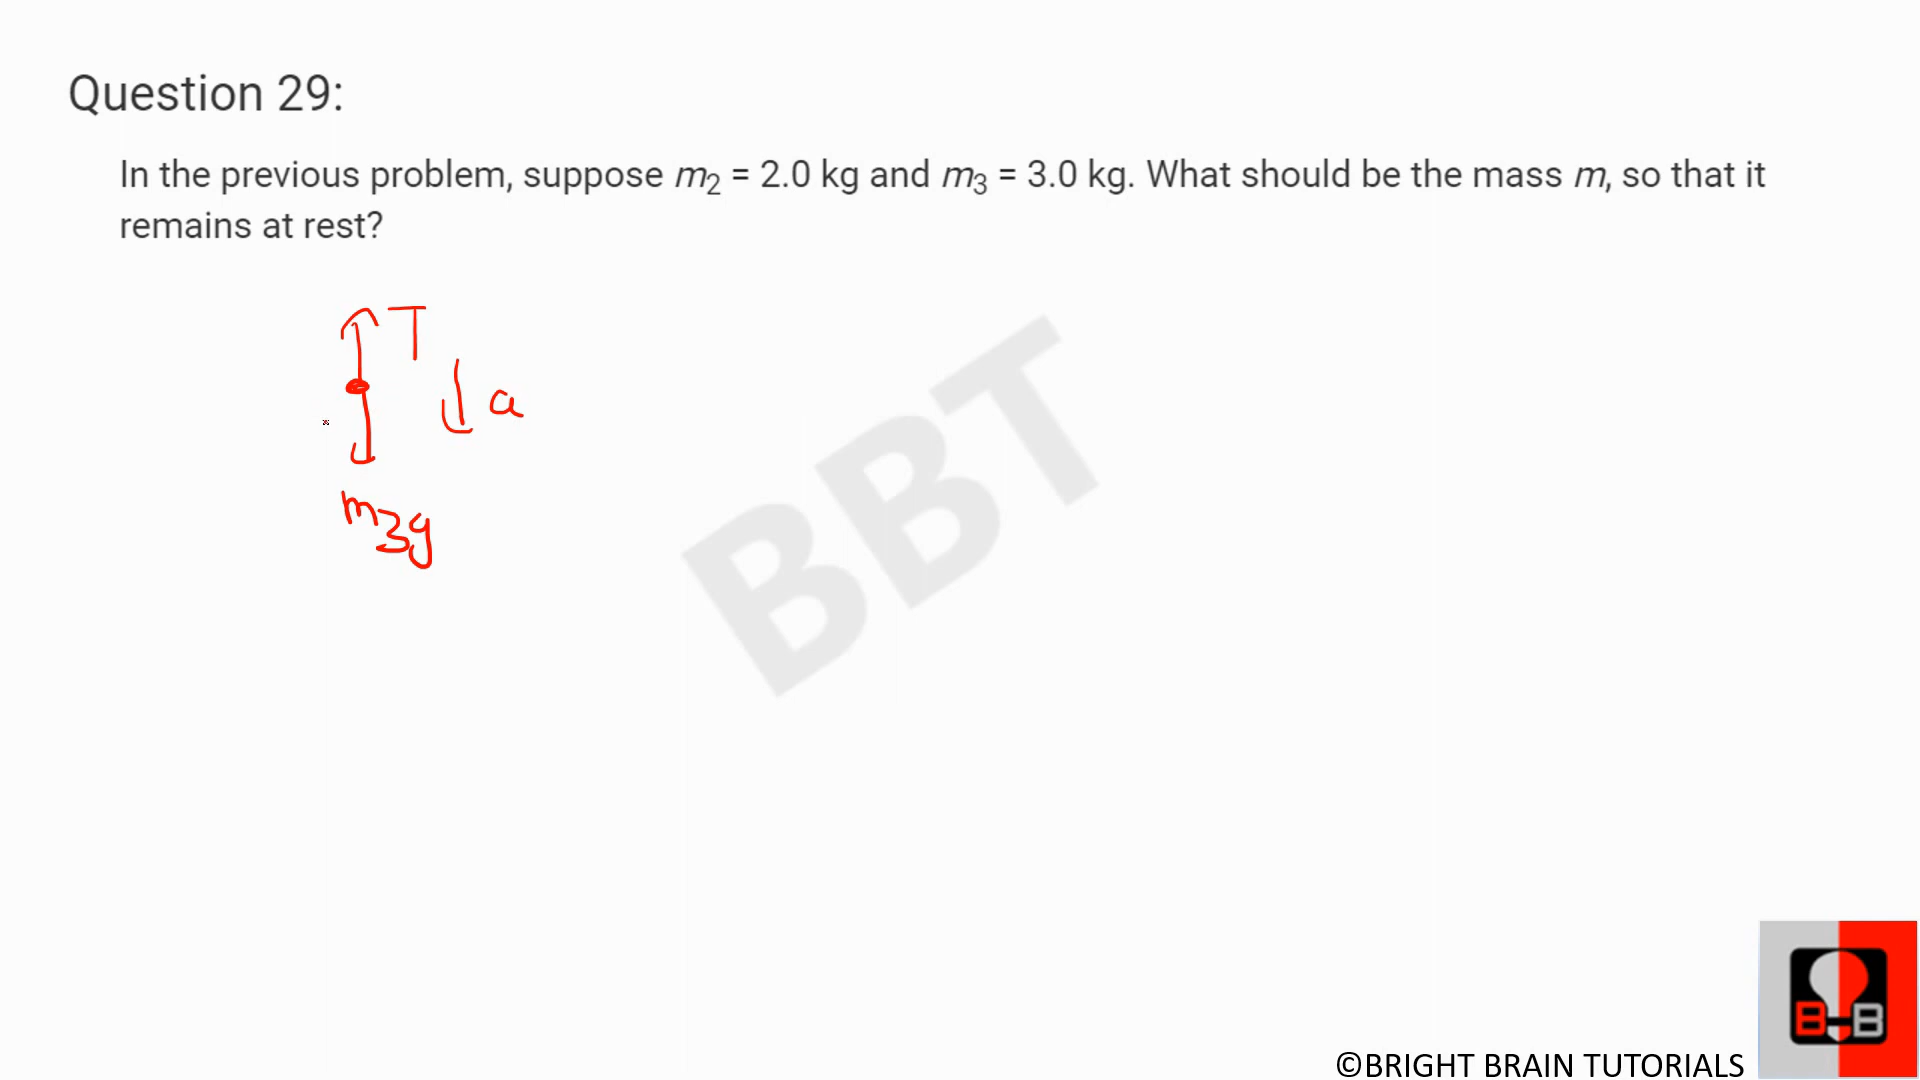 Question 29:
In the previous problem, suppose m2 = 2.0 kg and m3 = 3.0 kg. What should be the mass m, so that it
remains at rest?
T
a
m3g
BBT
B B
©BRIGHT BRAIN TUTORIALS